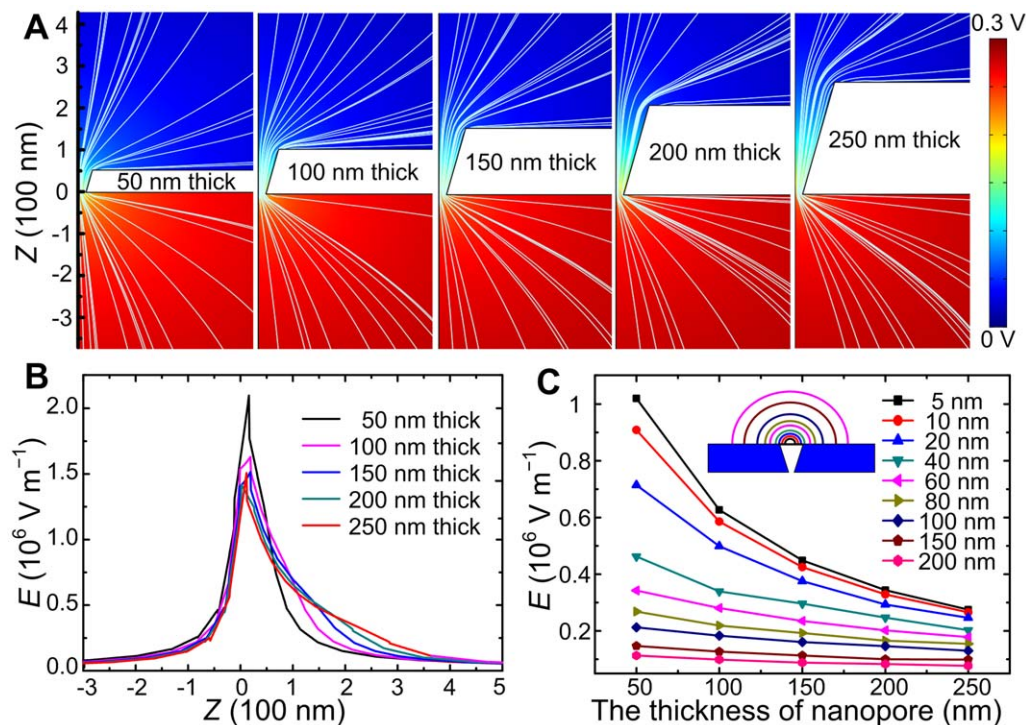 A
4
3
2
1
0
-1
-2
-3
Z (100 nm)
50 nm thick
100 nm thick
150 nm thick
200 nm thick
250 nm thick
0.3 V
0 V
B
2.0
1.5
1.0
0.5
0.0
E (10⁶ V m⁻¹)
50 nm thick
100 nm thick
150 nm thick
200 nm thick
250 nm thick
-3 -2 -1 0 1 2 3 4 5
Z (100 nm)
C
1
0.8
0.6
0.4
0.2
E (10⁶ V m⁻¹)
5 nm
10 nm
20 nm
40 nm
60 nm
80 nm
100 nm
150 nm
200 nm
50 100 150 200 250
The thickness of nanopore (nm)